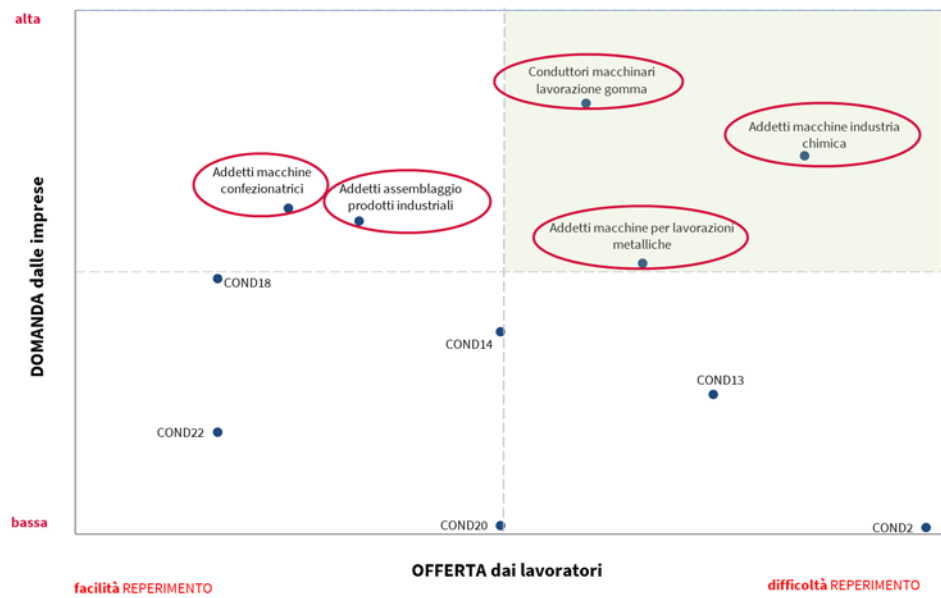 alta
Conduttori macchinari
lavorazione gomma
Addetti macchine industria
chimica
Addetti macchine
confezionatrici
Addetti assemblaggio
prodotti industriali
Addetti macchine per lavorazioni
metalliche
DOMANDA dalle imprese
COND18
COND14
COND13
COND22
COND20
COND2
bassa
OFFERTA dai lavoratori
facilità REPERIMENTO
difficoltà REPERIMENTO